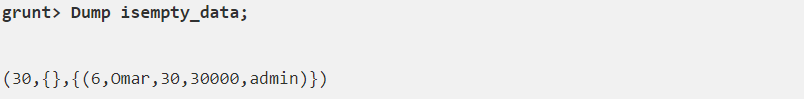 grunt> Dump isempty_data;
(30,{},{(6,Omar,30,30000,admin)})